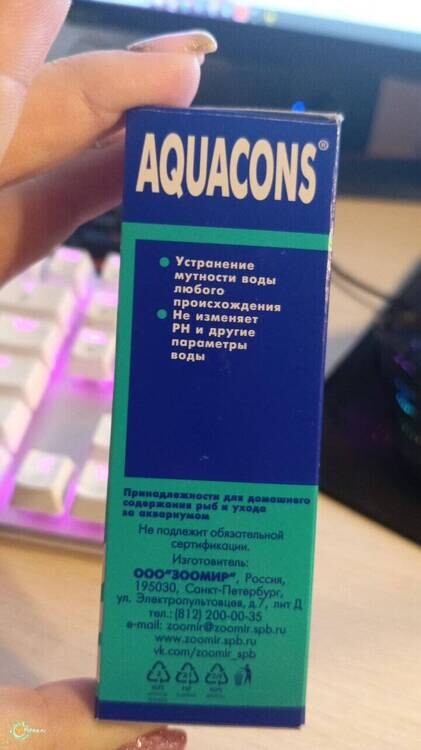 AQUACONS®
• Устранение
мутности воды
любого
происхождения
• Не изменяет
PH и другие
параметры
воды
Принадлежности для домашнего
содержания рыб и ухода
за аквариумом
Не подлежит обязательной
сертификации.
Изготовитель:
ООО"ЗООМИР", Россия,
195030, Санкт-Петербург,
ул. Электропультовцев, д.7, лит Д
тел.: (812) 200-00-35
e-mail: zoomir@zoomir.spb.ru
www.zoomir.spb.ru
vk.com/zoomir_spb